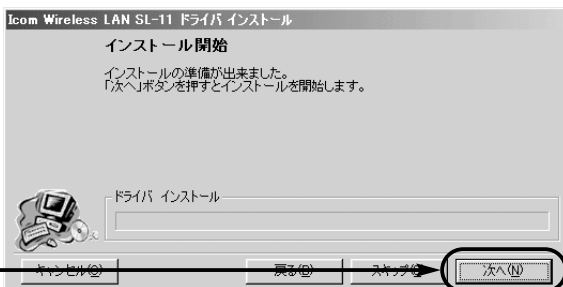 Icom Wireless LAN SL-11 ドライバ インストール
インストール開始
インストールの準備が出来ました。
「次へ」ボタンを押すとインストールを開始します。
ドライバ インストール
キャンセル(C) 戻る(B) スキップ(S) 次へ(N)